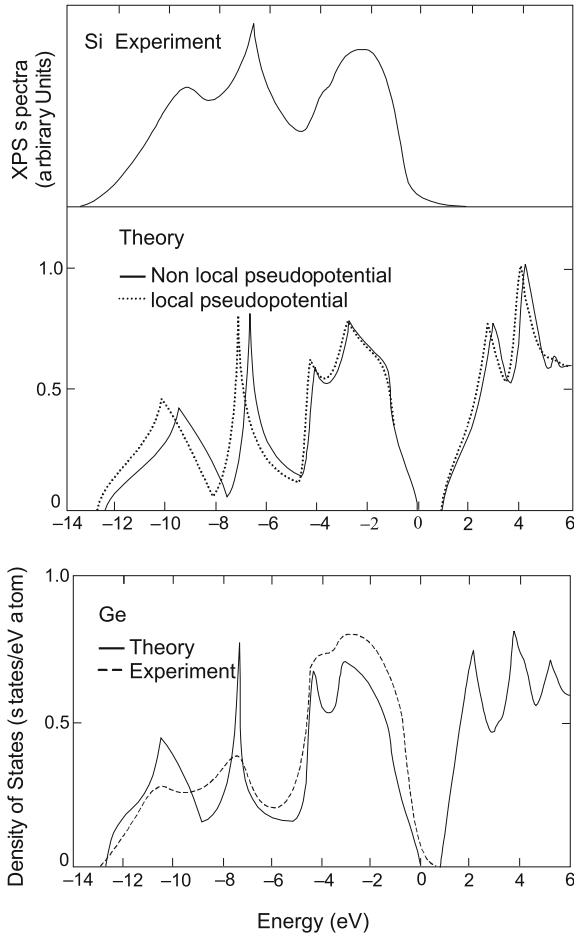 XPS spectra
(arbirary Units)
Si Experiment
Theory
Non local pseudopotential
local pseudopotential
1.0
0.5
0
−14 −12 −10 −8 −6 −4 −2 0 2 4 6
Density of States (states/eV atom)
1.0
Ge
Theory
Experiment
0.5
0
−14 −12 −10 −8 −6 −4 −2 0 2 4 6
Energy (eV)